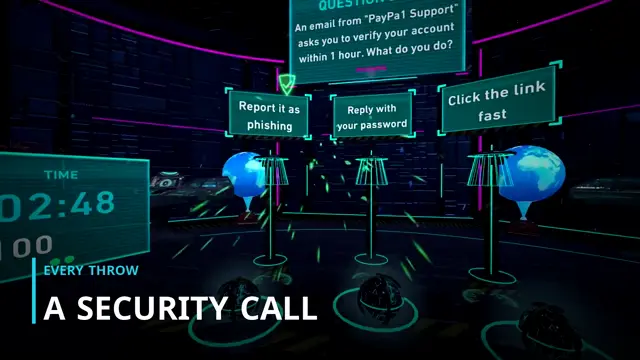 QUESTION
An email from "PayPa1 Support"
asks you to verify your account
within 1 hour. What do you do?
Report it as
phishing
Reply with
your password
Click the link
fast
TIME
02:48
100
EVERY THROW
A SECURITY CALL